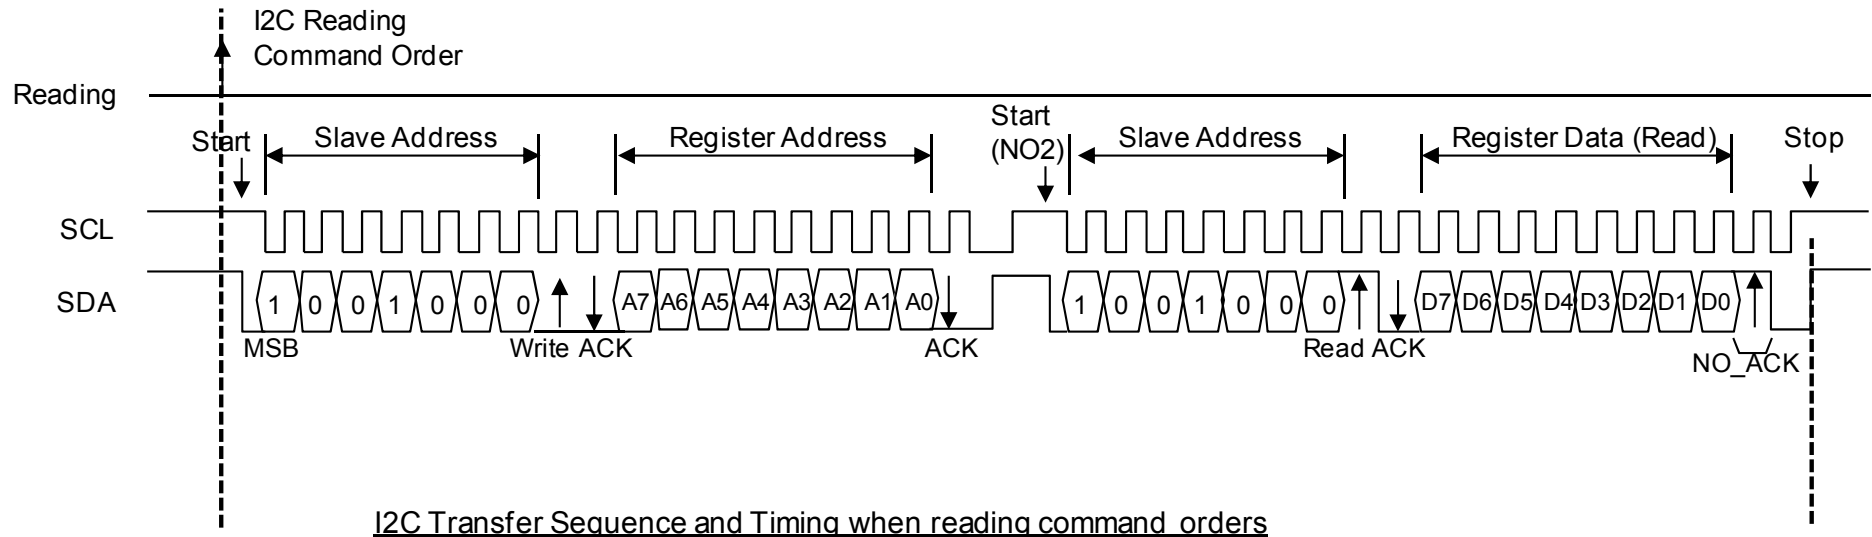 I2C Reading
Command Order
Reading
Start
Slave Address
Register Address
Start
(NO2)
Slave Address
Register Data (Read)
Stop
SCL
SDA
1 0 0 1 0 0 0
A7 A6 A5 A4 A3 A2 A1 A0
1 0 0 1 0 0 0
D7 D6 D5 D4 D3 D2 D1 D0
MSB
Write ACK
ACK
Read ACK
NO_ACK
I2C Transfer Sequence and Timing when reading command orders